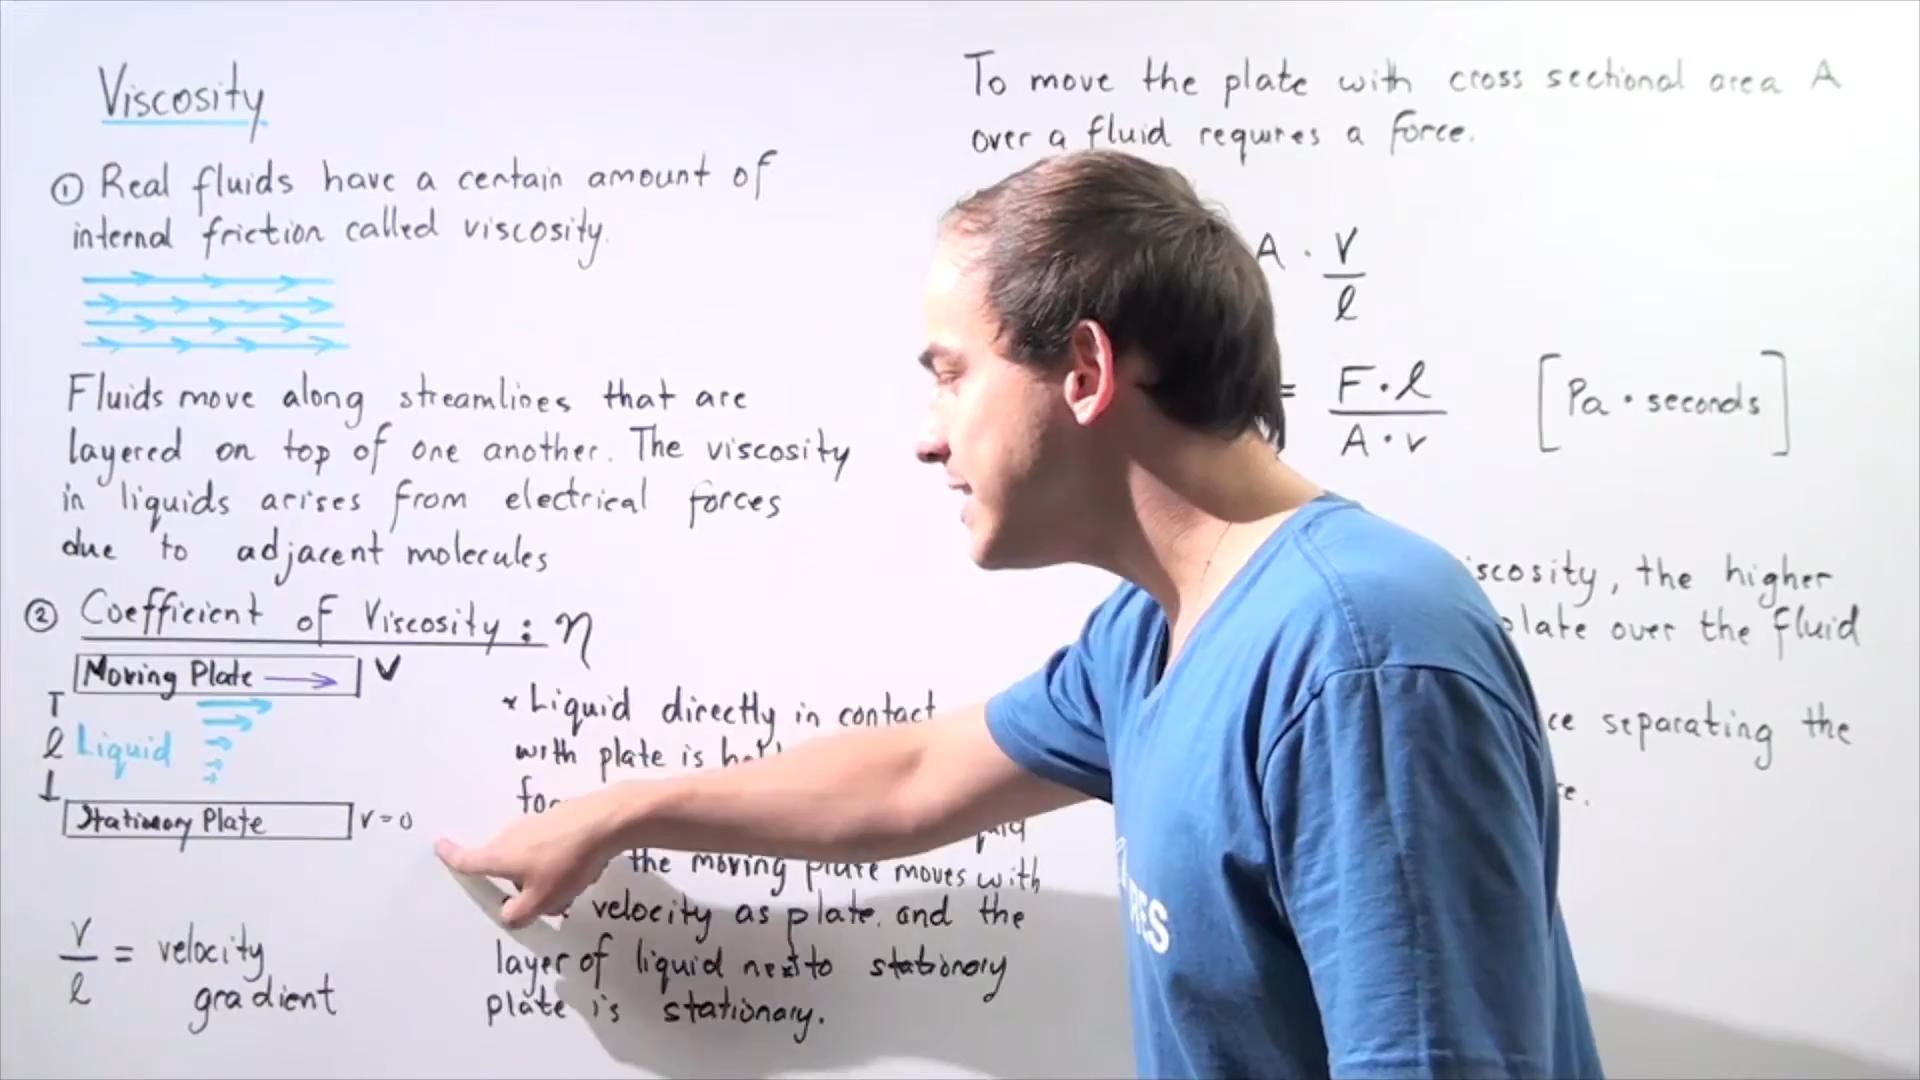 Viscosity
① Real fluids have a certain amount of
internal friction called viscosity.
Fluids move along streamlines that are
layered on top of one another. The viscosity
in liquids arises from electrical forces
due to adjacent molecules
② Coefficient of Viscosity : η
Moving Plate v
l Liquid
Stationary Plate v=0
v/l = velocity
gradient
* Liquid directly in contact
with plate is
the moving plate moves with
velocity as plate. and the
layer of liquid next to stationary
plate is stationary.
To move the plate with cross sectional area A
over a fluid requires a force.
A · v/l
= F·l / A·v [Pa · seconds]
, the higher
over the fluid
separating the